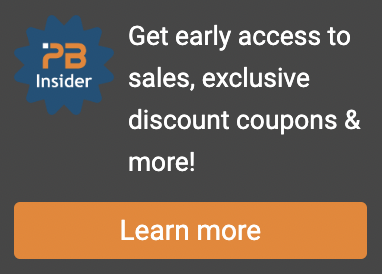 PB
Insider
Get early access to
sales, exclusive
discount coupons &
more!
Learn more